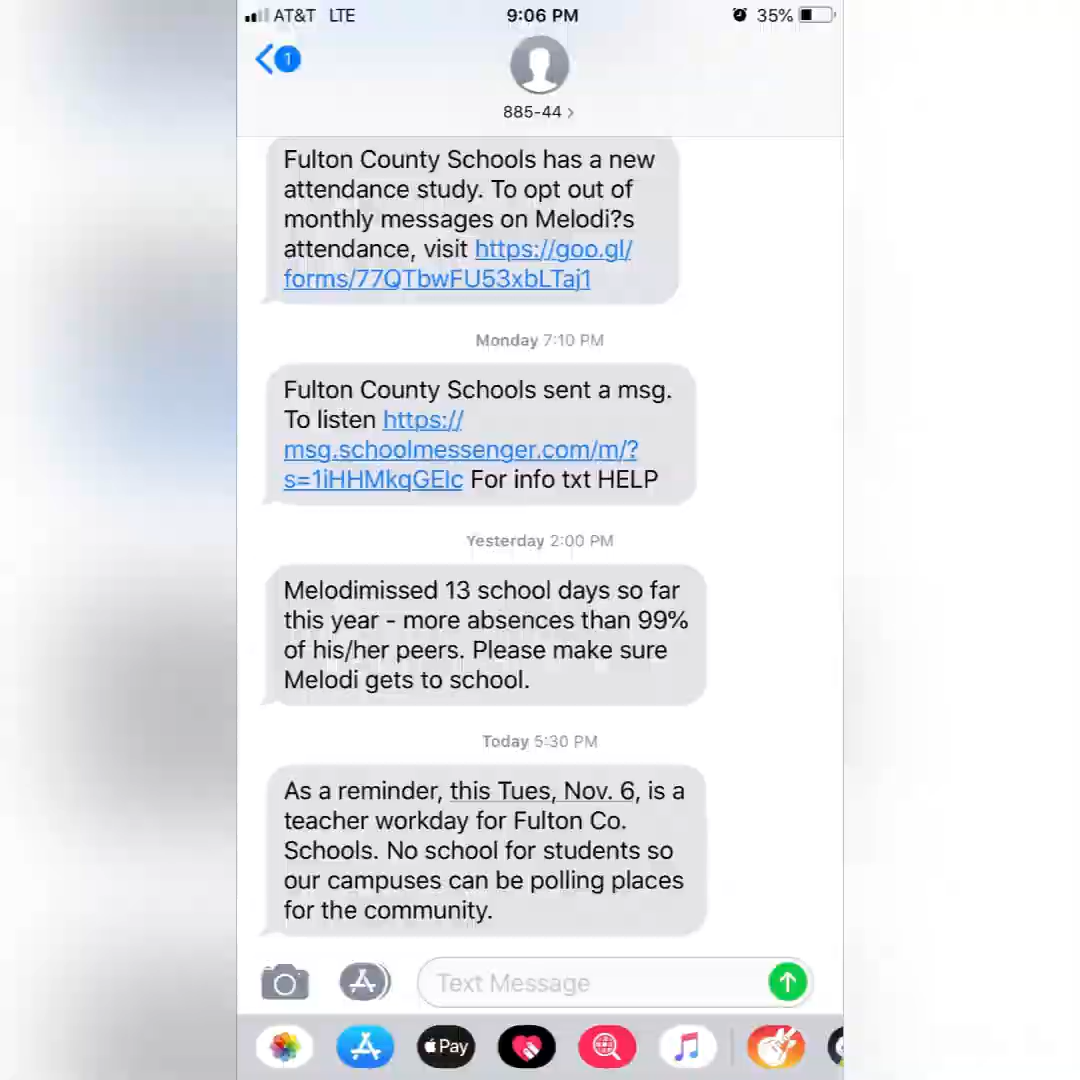 AT&T LTE 9:06 PM 35%
1
885-44 >
Fulton County Schools has a new
attendance study. To opt out of
monthly messages on Melodi?s
attendance, visit https://goo.gl/
forms/77QTbwFU53xbLTaj1
Monday 7:10 PM
Fulton County Schools sent a msg.
To listen https://
msg.schoolmessenger.com/m/?
s=1iHHMkqGEIc For info txt HELP
Yesterday 2:00 PM
Melodimissed 13 school days so far
this year - more absences than 99%
of his/her peers. Please make sure
Melodi gets to school.
Today 5:30 PM
As a reminder, this Tues, Nov. 6, is a
teacher workday for Fulton Co.
Schools. No school for students so
our campuses can be polling places
for the community.
Text Message
Pay